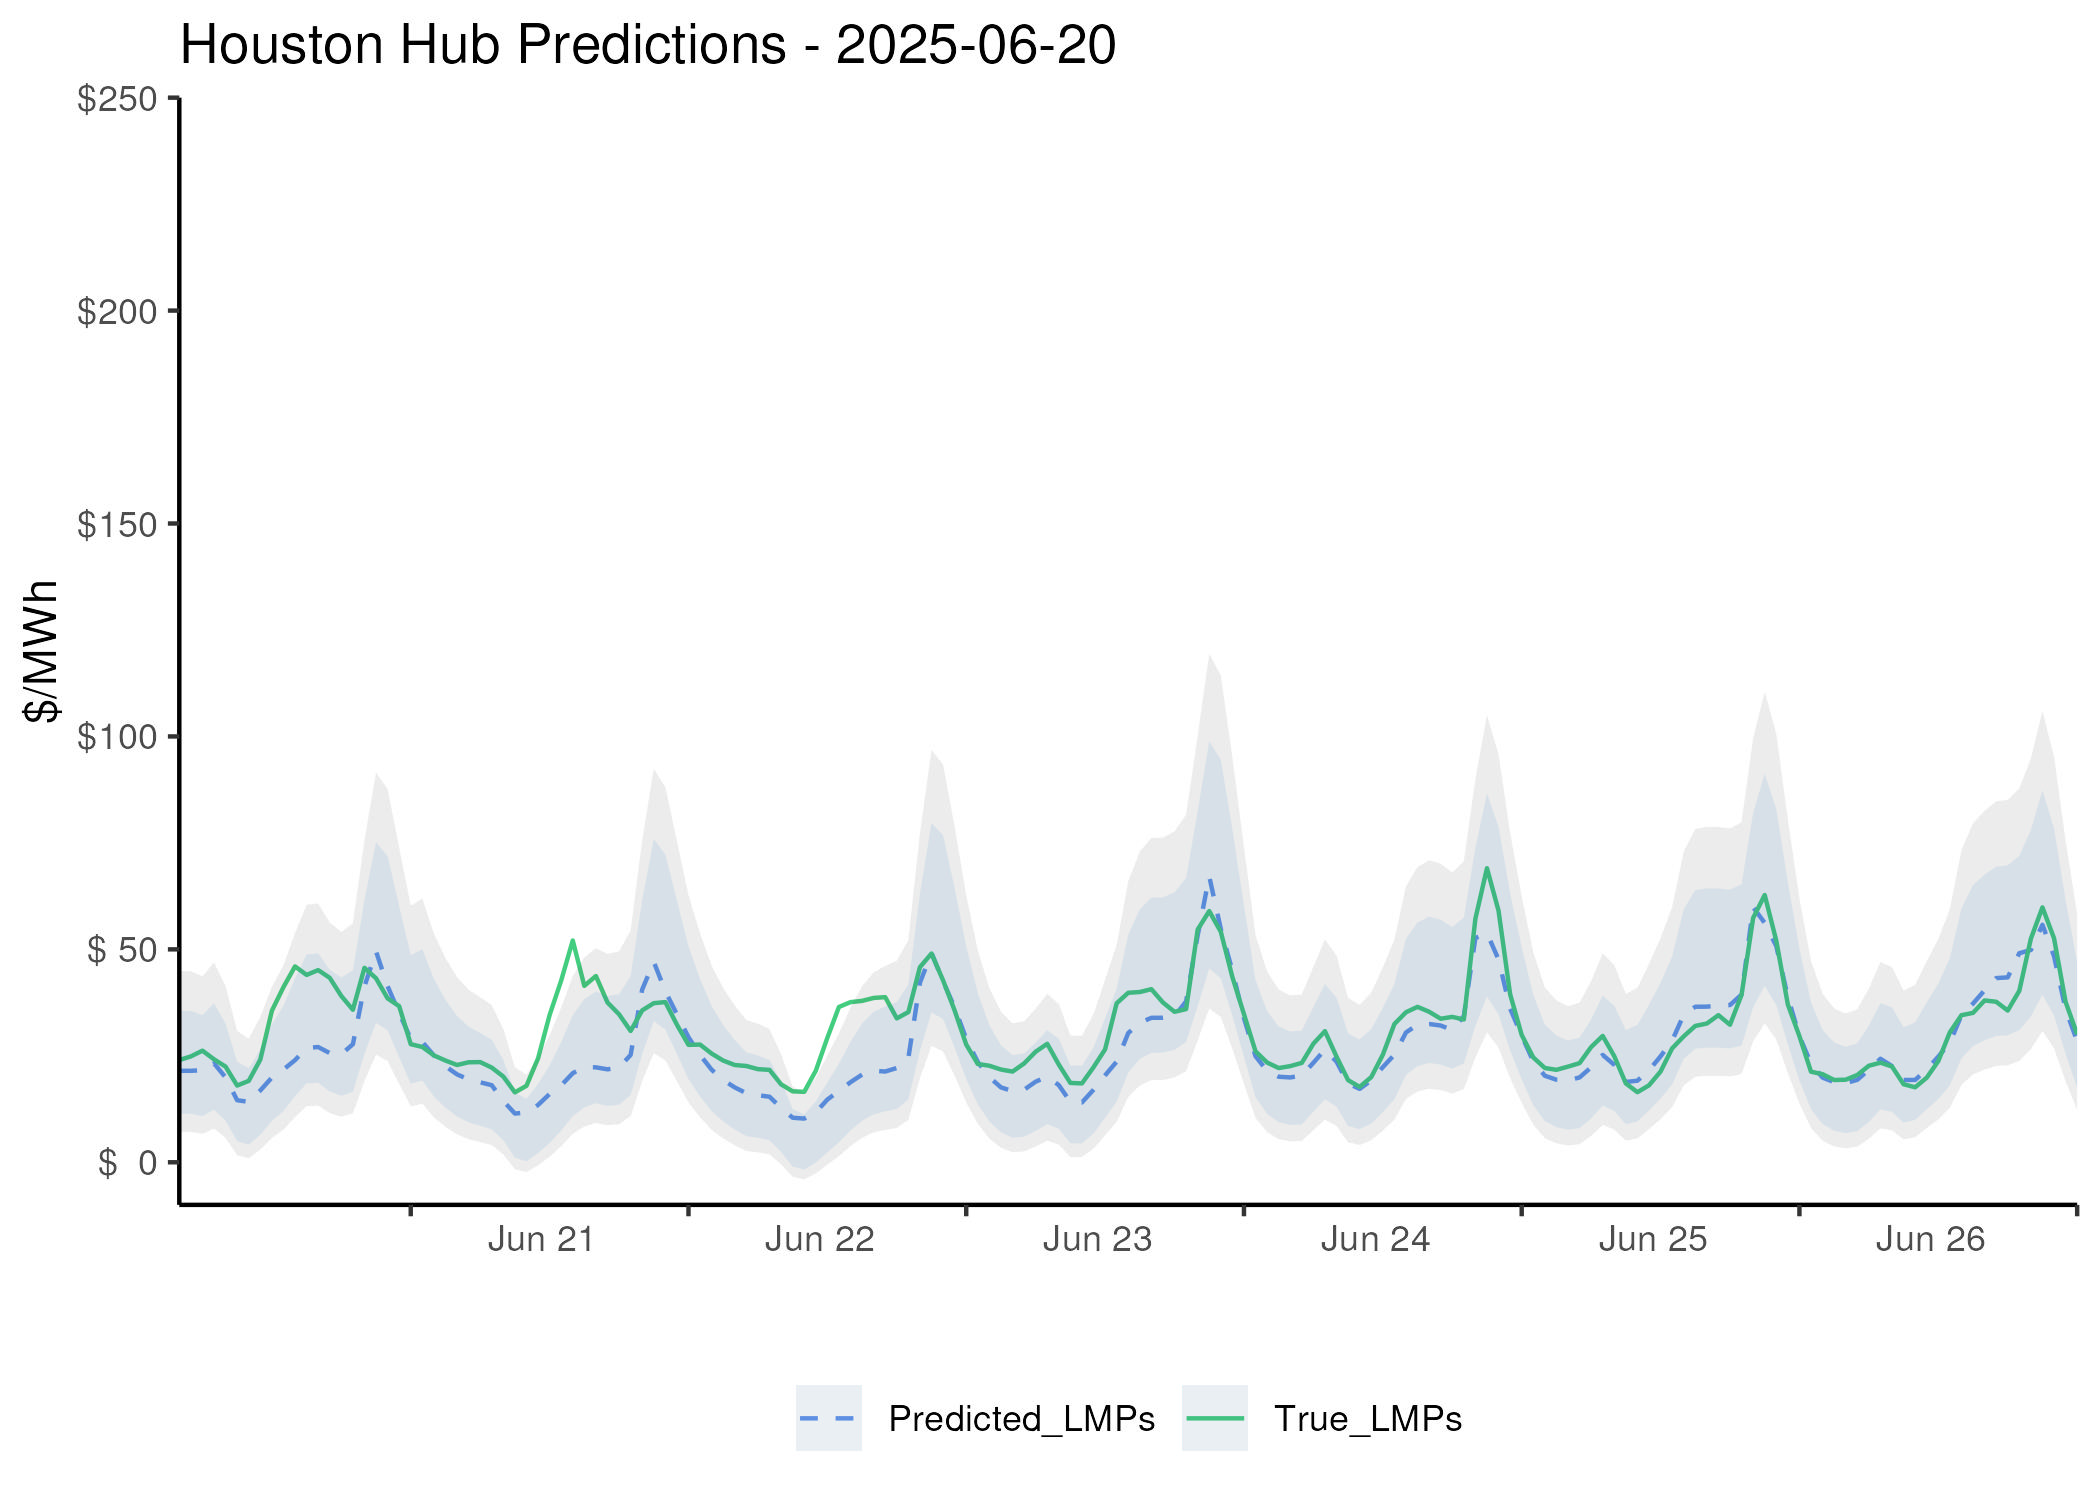 Houston Hub Predictions - 2025-06-20
$250
$200
$150
$100
$ 50
$ 0
$/MWh
Jun 21 Jun 22 Jun 23 Jun 24 Jun 25 Jun 26
Predicted_LMPs True_LMPs